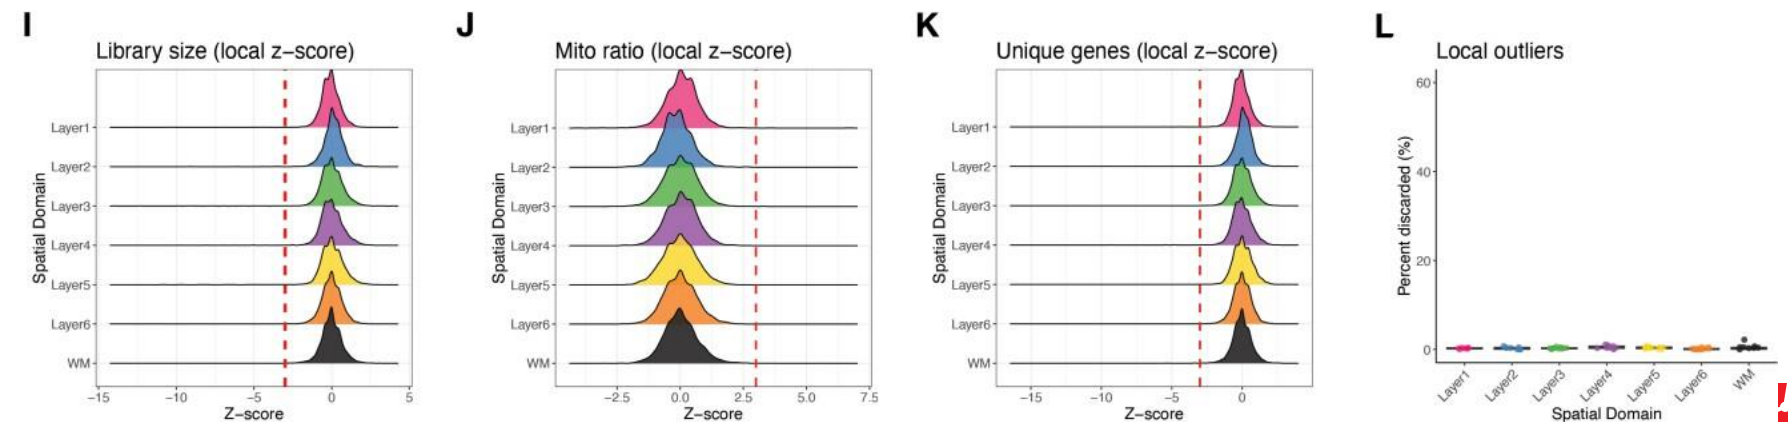 I
Library size (local z−score)
Spatial Domain
Layer1
Layer2
Layer3
Layer4
Layer5
Layer6
WM
−15
−10
−5
0
5
Z−score
J
Mito ratio (local z−score)
Spatial Domain
Layer1
Layer2
Layer3
Layer4
Layer5
Layer6
WM
−2.5
0.0
2.5
5.0
7.5
Z−score
K
Unique genes (local z−score)
Spatial Domain
Layer1
Layer2
Layer3
Layer4
Layer5
Layer6
WM
−15
−10
−5
0
Z−score
L
Local outliers
Percent discarded (%)
60
40
20
0
Layer1
Layer2
Layer3
Layer4
Layer5
Layer6
WM
Spatial Domain